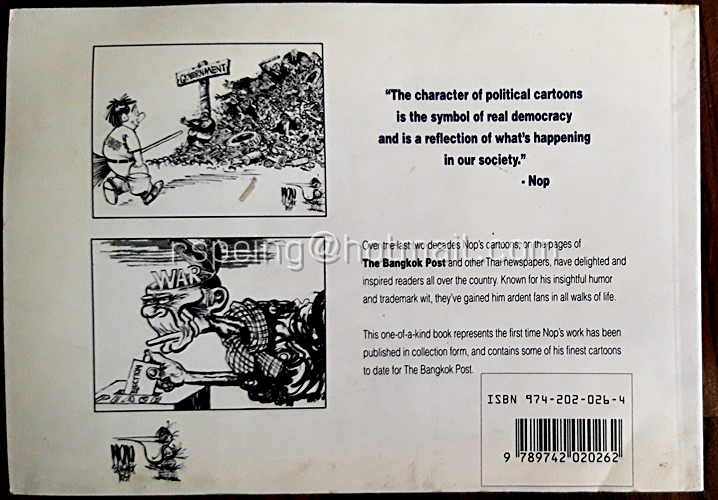 GOVERNMENT
"The character of political cartoons
is the symbol of real democracy
and is a reflection of what's happening
in our society."
- Nop
rspeing@hotmail.com
WAR
ELECTION
Over the last two decades Nop's cartoons, on the pages of
The Bangkok Post and other Thai newspapers, have delighted and
inspired readers all over the country. Known for his insightful humor
and trademark wit, they've gained him ardent fans in all walks of life.
This one-of-a-kind book represents the first time Nop's work has been
published in collection form, and contains some of his finest cartoons
to date for The Bangkok Post.
ISBN 974-202-026-4
9 789742 020262